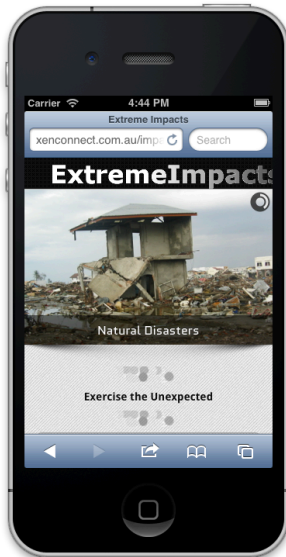 Carrier 4:44 PM
Extreme Impacts
xenconnect.com.au/imp Search
ExtremeImpacts
Natural Disasters
Exercise the Unexpected